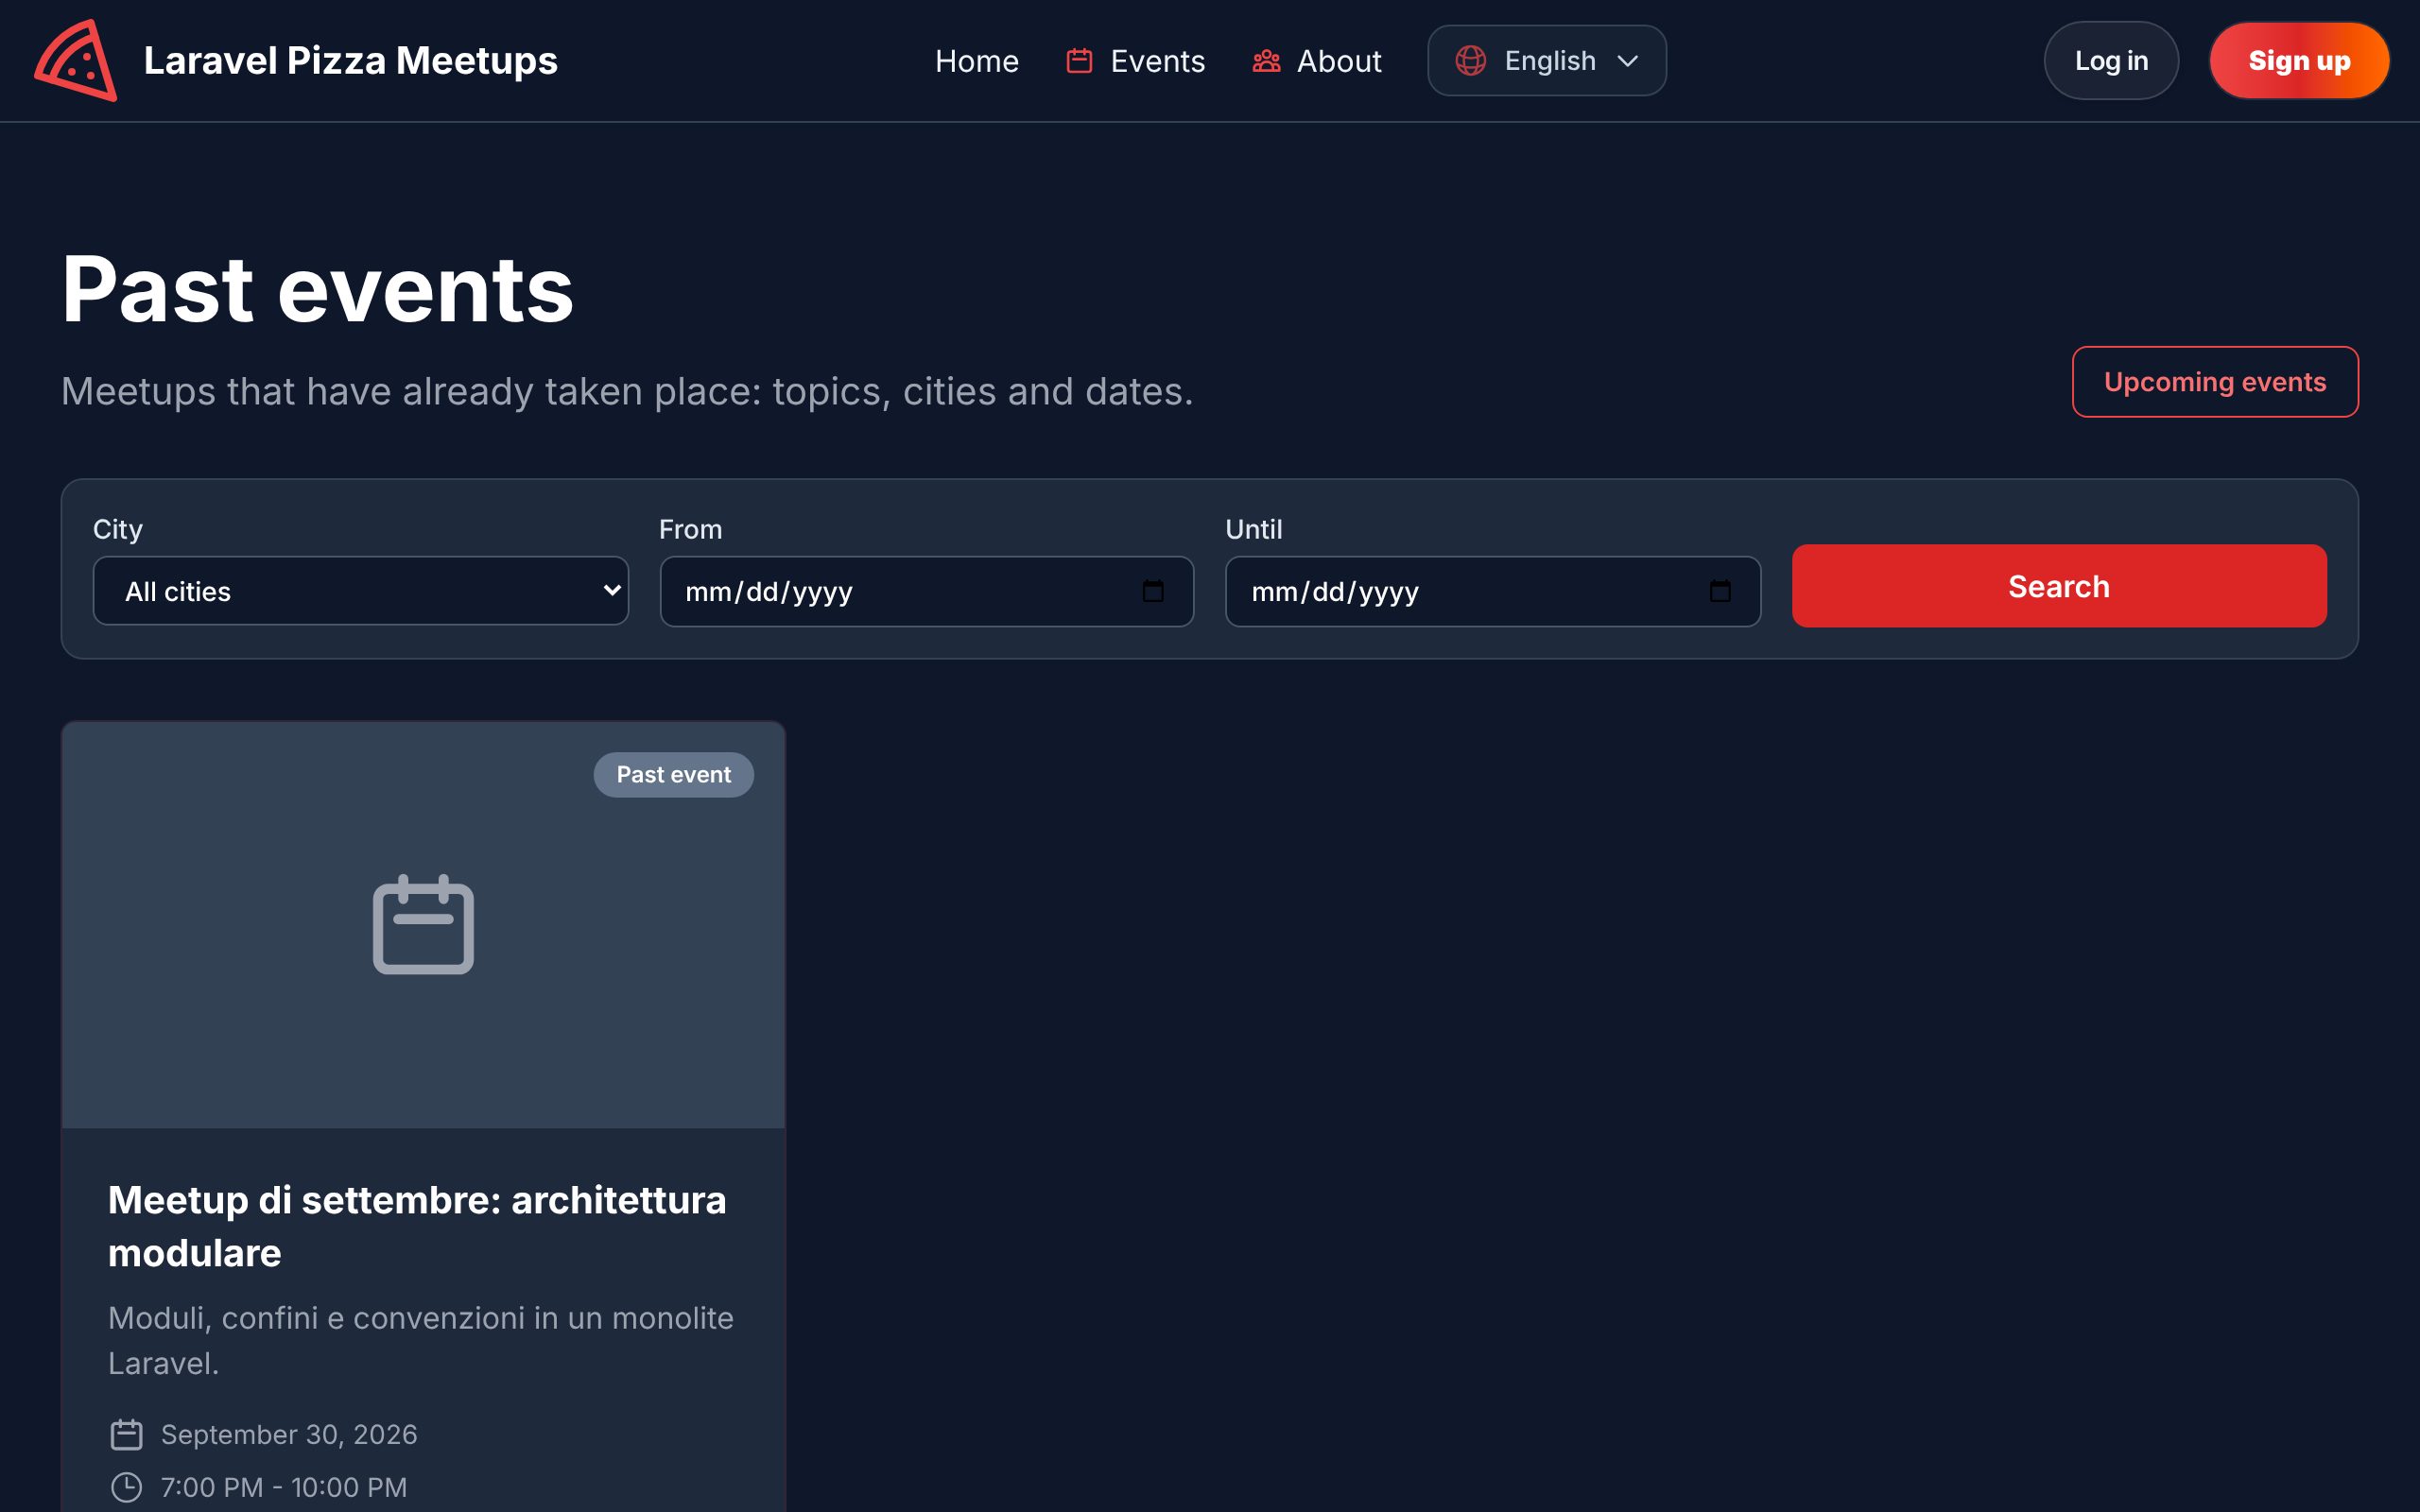 Laravel Pizza Meetups
Home
Events
About
English
Log in
Sign up
Past events
Meetups that have already taken place: topics, cities and dates.
Upcoming events
City
From
Until
All cities
mm/dd/yyyy
mm/dd/yyyy
Search
Past event
Meetup di settembre: architettura
modulare
Moduli, confini e convenzioni in un monolite
Laravel.
September 30, 2026
7:00 PM - 10:00 PM